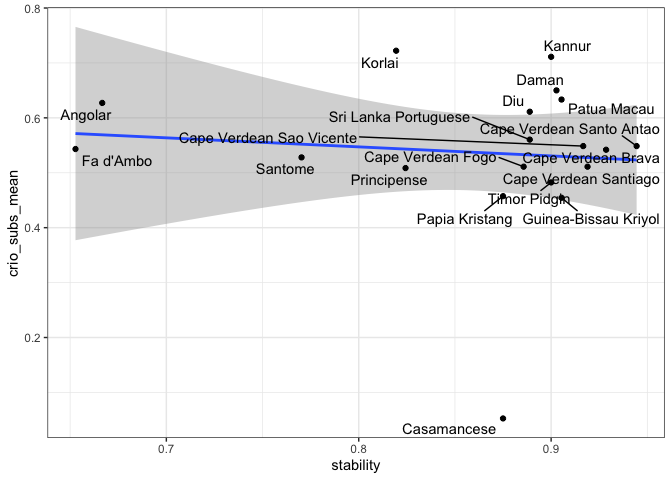 0.8
Kannur
Korlai
Daman
Diu
Patua Macau
Angolar
0.6
Sri Lanka Portuguese
Cape Verdean Santo Antao
Cape Verdean Sao Vicente
Fa d'Ambo
Cape Verdean Fogo
Cape Verdean Brava
Santome
Principense
Cape Verdean Santiago
Timor Pidgin
Papia Kristang
Guinea-Bissau Kriyol
0.4
0.2
Casamancese
crio_subs_mean
0.7
0.8
0.9
stability